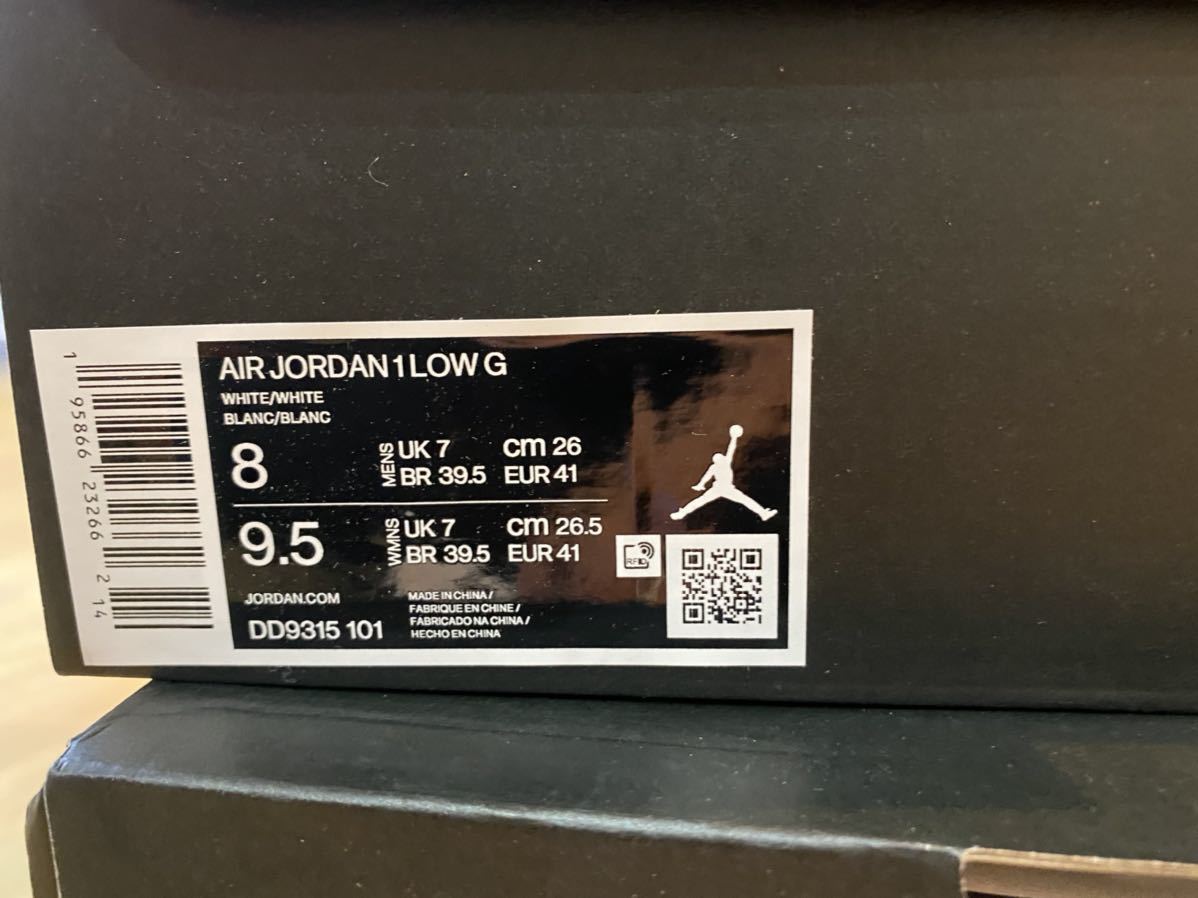 AIR JORDAN 1 LOW G
WHITE/WHITE
BLANC/BLANC
8 MENS UK 7 cm 26
BR 39.5 EUR 41
9.5 WMNS UK 7 cm 26.5
BR 39.5 EUR 41
RFID
JORDAN.COM
DD9315 101
MADE IN CHINA /
FABRIQUE EN CHINE /
FABRICADO NA CHINA /
HECHO EN CHINA
1 95866 23266 2 14